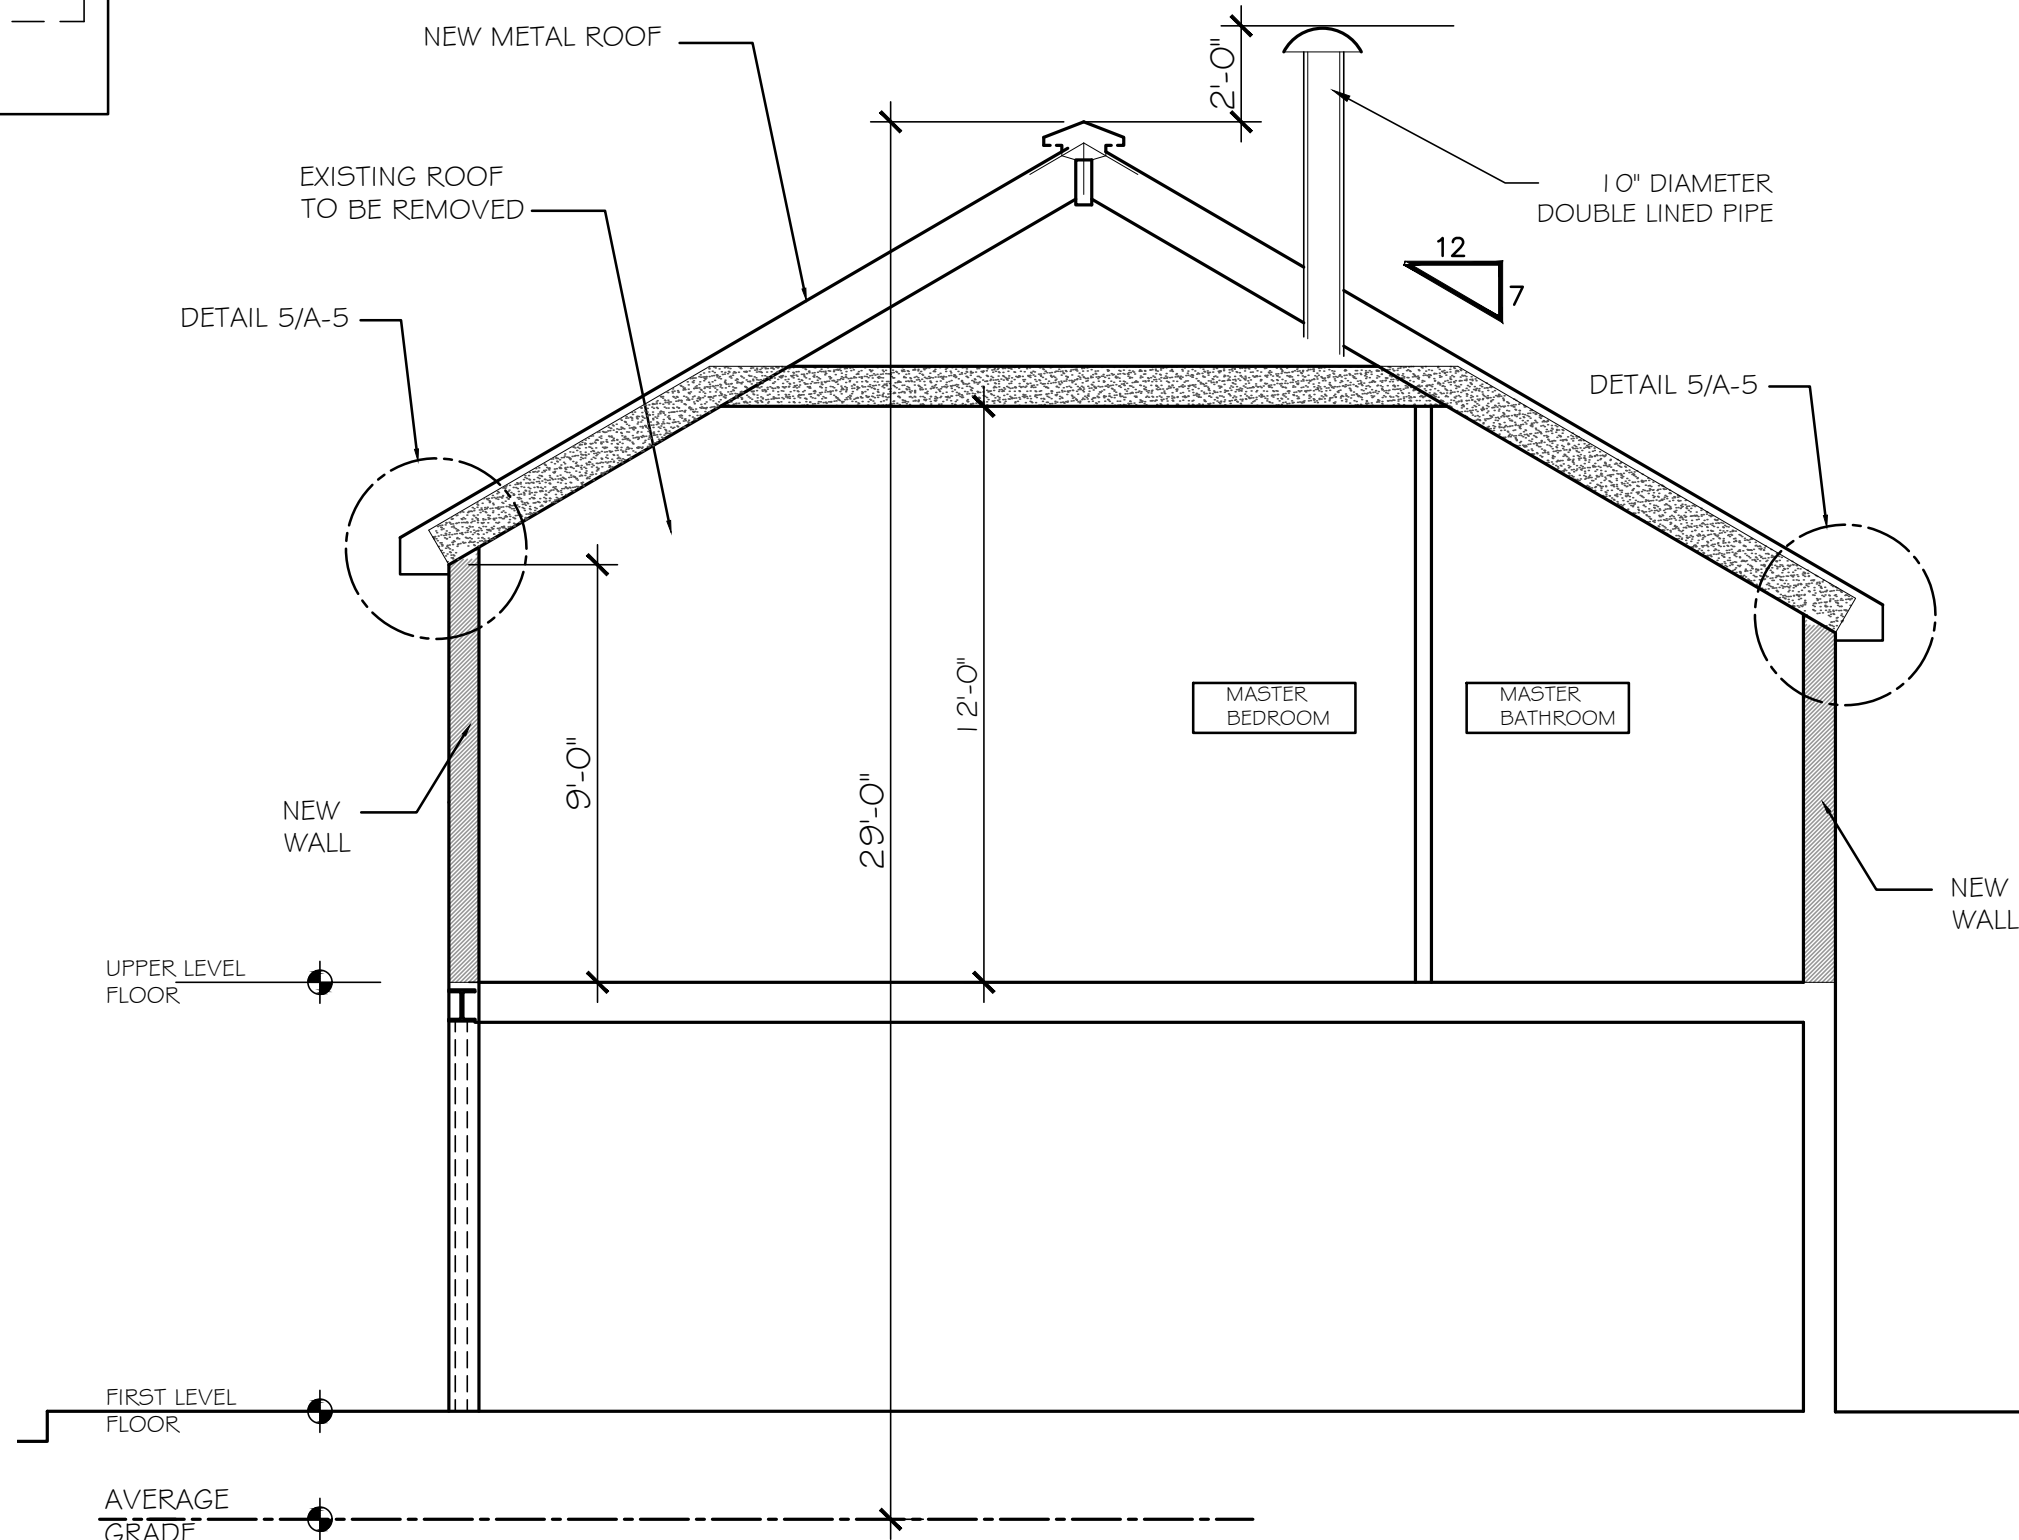 NEW METAL ROOF
2'-0"
EXISTING ROOF
TO BE REMOVED
10" DIAMETER
DOUBLE LINED PIPE
12
7
DETAIL 5/A-5
DETAIL 5/A-5
MASTER
BEDROOM
MASTER
BATHROOM
12'-0"
9'-0"
29'-0"
NEW
WALL
NEW
WALL
UPPER LEVEL
FLOOR
FIRST LEVEL
FLOOR
AVERAGE
GRADE